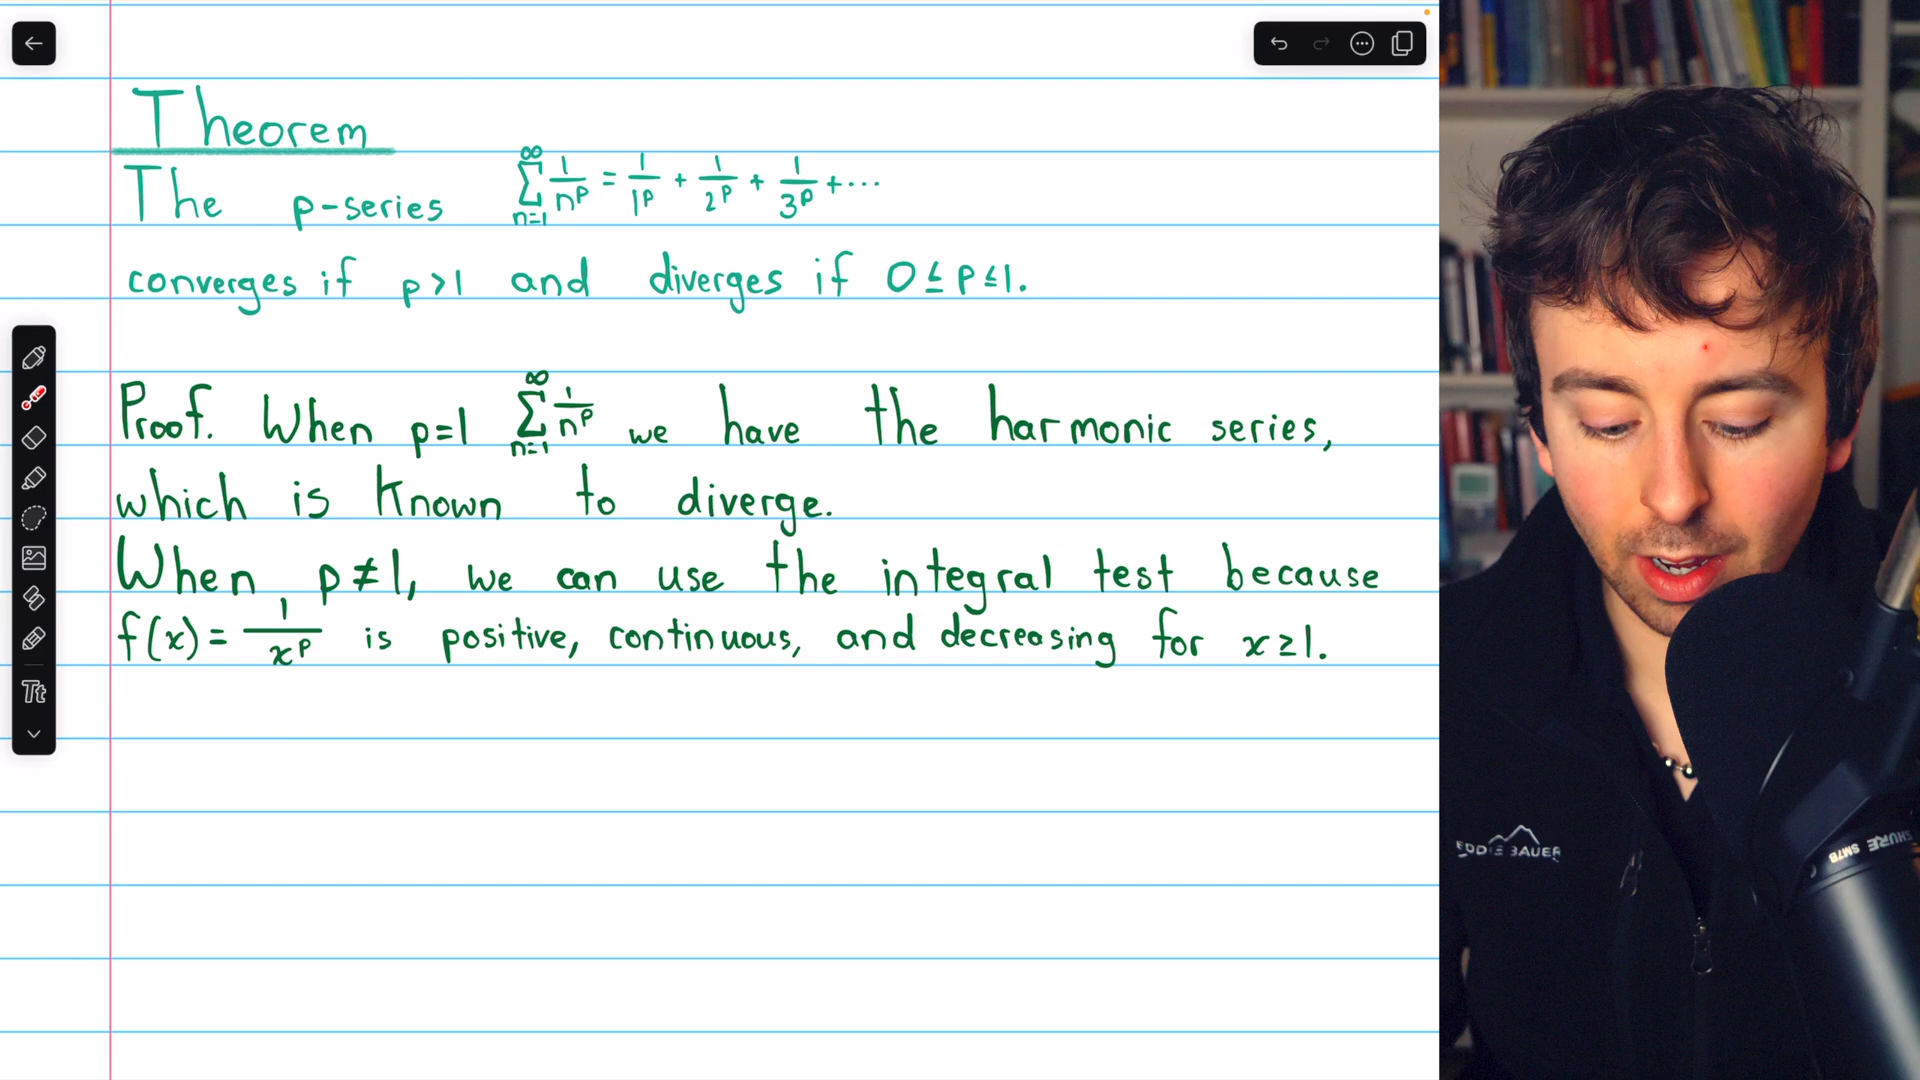 Theorem
The p-series ∞ Σ n=1 1/n^p = 1/1^p + 1/2^p + 1/3^p + ...
converges if p>1 and diverges if 0≤p≤1.
Proof. When p=1 ∞ Σ n=1 1/n^p we have the harmonic series,
which is known to diverge.
When p≠1, we can use the integral test because
f(x)= 1/x^p is positive, continuous, and decreasing for x≥1.
Tt
EDDIE BAUER
SHURE SM7B